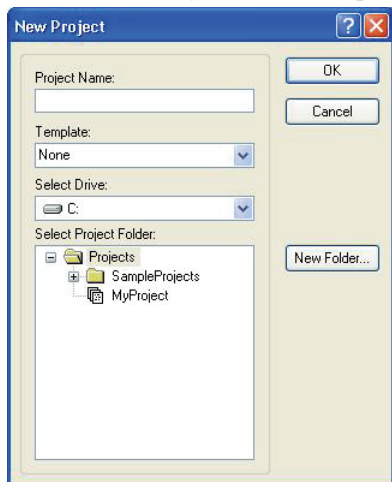 New Project
Project Name:
OK
Cancel
Template:
None
Select Drive:
C:
Select Project Folder:
Projects
SampleProjects
MyProject
New Folder...